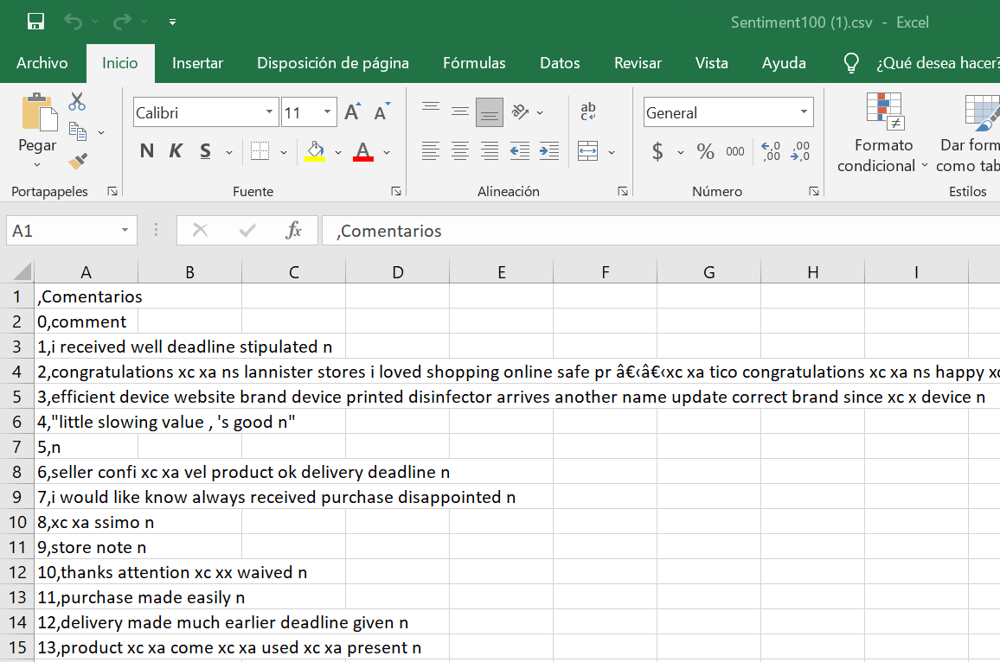 Sentiment100 (1).csv - Excel
Archivo Inicio Insertar Disposición de página Fórmulas Datos Revisar Vista Ayuda ¿Qué desea hacer?
Calibri 11 General
Pegar
N K S
ab
c
$ % 000
,0
,00
,00
,0
Formato
condicional
Dar form
como tab
Portapapeles Fuente Alineación Número Estilos
A1 fx ,Comentarios
A B C D E F G H I
1 ,Comentarios
2 0,comment
3 1,i received well deadline stipulated n
4 2,congratulations xc xa ns lannister stores i loved shopping online safe pr â€‹â€‹xc xa tico congratulations xc xa ns happy xc
5 3,efficient device website brand device printed disinfector arrives another name update correct brand since xc x device n
6 4,"little slowing value , 's good n"
7 5,n
8 6,seller confi xc xa vel product ok delivery deadline n
9 7,i would like know always received purchase disappointed n
10 8,xc xa ssimo n
11 9,store note n
12 10,thanks attention xc xx waived n
13 11,purchase made easily n
14 12,delivery made much earlier deadline given n
15 13,product xc xa come xc xa used xc xa present n